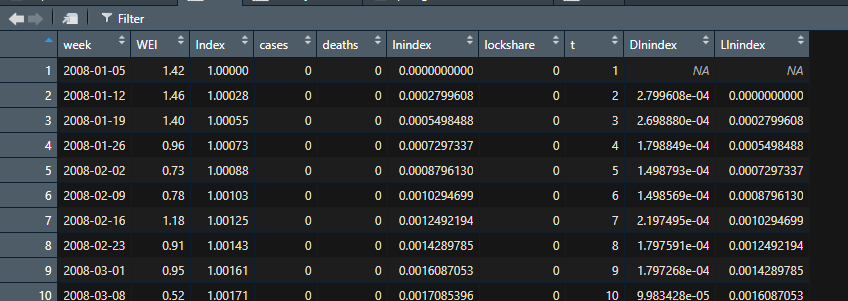 Filter
week WEI Index cases deaths lnindex lockshare t Dlnindex Llnindex
1 2008-01-05 1.42 1.00000 0 0 0.0000000000 0 1 NA NA
2 2008-01-12 1.46 1.00028 0 0 0.0002799608 0 2 2.799608e-04 0.0000000000
3 2008-01-19 1.40 1.00055 0 0 0.0005498488 0 3 2.698880e-04 0.0002799608
4 2008-01-26 0.96 1.00073 0 0 0.0007297337 0 4 1.798849e-04 0.0005498488
5 2008-02-02 0.73 1.00088 0 0 0.0008796130 0 5 1.498793e-04 0.0007297337
6 2008-02-09 0.78 1.00103 0 0 0.0010294699 0 6 1.498569e-04 0.0008796130
7 2008-02-16 1.18 1.00125 0 0 0.0012492194 0 7 2.197495e-04 0.0010294699
8 2008-02-23 0.91 1.00143 0 0 0.0014289785 0 8 1.797591e-04 0.0012492194
9 2008-03-01 0.95 1.00161 0 0 0.0016087053 0 9 1.797268e-04 0.0014289785
10 2008-03-08 0.52 1.00171 0 0 0.0017085396 0 10 9.983428e-05 0.0016087053